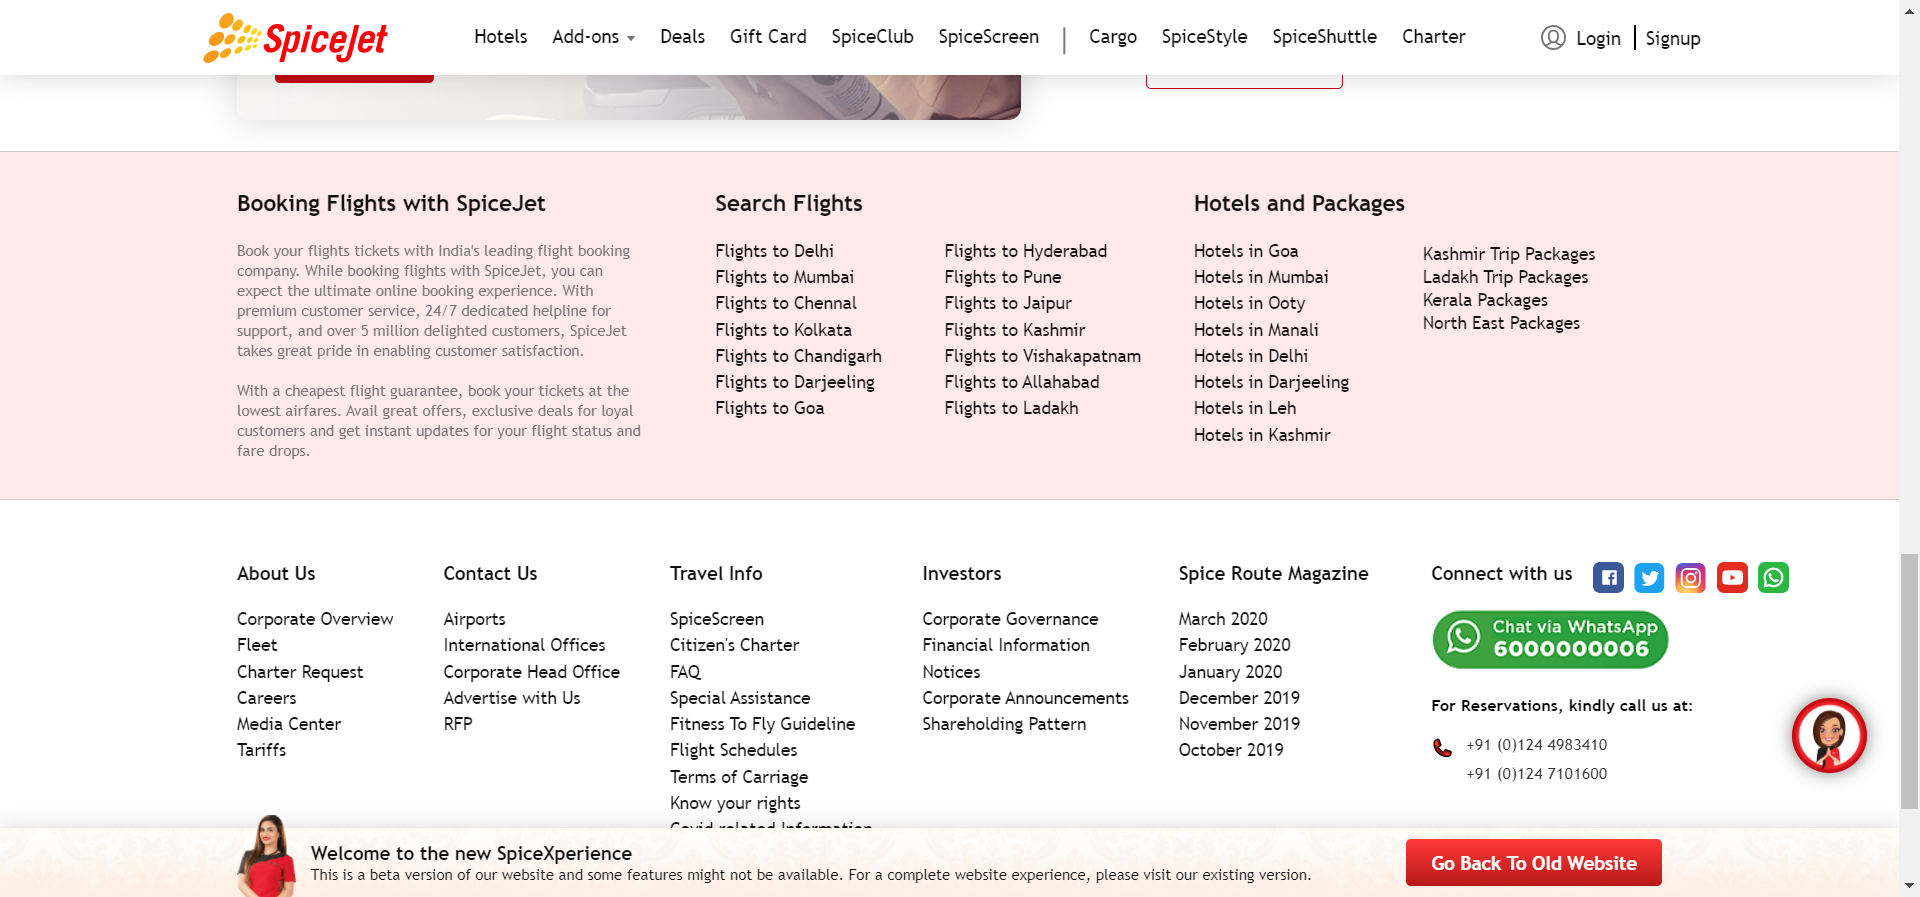 SpiceJet
Hotels Add-ons Deals Gift Card SpiceClub SpiceScreen | Cargo SpiceStyle SpiceShuttle Charter
Login | Signup
Booking Flights with SpiceJet
Book your flights tickets with India's leading flight booking
company. While booking flights with SpiceJet, you can
expect the ultimate online booking experience. With
premium customer service, 24/7 dedicated helpline for
support, and over 5 million delighted customers, SpiceJet
takes great pride in enabling customer satisfaction.
With a cheapest flight guarantee, book your tickets at the
lowest airfares. Avail great offers, exclusive deals for loyal
customers and get instant updates for your flight status and
fare drops.
Search Flights
Flights to Delhi
Flights to Mumbai
Flights to Chennal
Flights to Kolkata
Flights to Chandigarh
Flights to Darjeeling
Flights to Goa
Flights to Hyderabad
Flights to Pune
Flights to Jaipur
Flights to Kashmir
Flights to Vishakapatnam
Flights to Allahabad
Flights to Ladakh
Hotels and Packages
Hotels in Goa
Hotels in Mumbai
Hotels in Ooty
Hotels in Manali
Hotels in Delhi
Hotels in Darjeeling
Hotels in Leh
Hotels in Kashmir
Kashmir Trip Packages
Ladakh Trip Packages
Kerala Packages
North East Packages
About Us
Corporate Overview
Fleet
Charter Request
Careers
Media Center
Tariffs
Contact Us
Airports
International Offices
Corporate Head Office
Advertise with Us
RFP
Travel Info
SpiceScreen
Citizen's Charter
FAQ
Special Assistance
Fitness To Fly Guideline
Flight Schedules
Terms of Carriage
Know your rights
Covid related Information
Investors
Corporate Governance
Financial Information
Notices
Corporate Announcements
Shareholding Pattern
Spice Route Magazine
March 2020
February 2020
January 2020
December 2019
November 2019
October 2019
Connect with us
Chat via WhatsApp
6000000006
For Reservations, kindly call us at:
+91 (0)124 4983410
+91 (0)124 7101600
Welcome to the new SpiceXperience
This is a beta version of our website and some features might not be available. For a complete website experience, please visit our existing version.
Go Back To Old Website